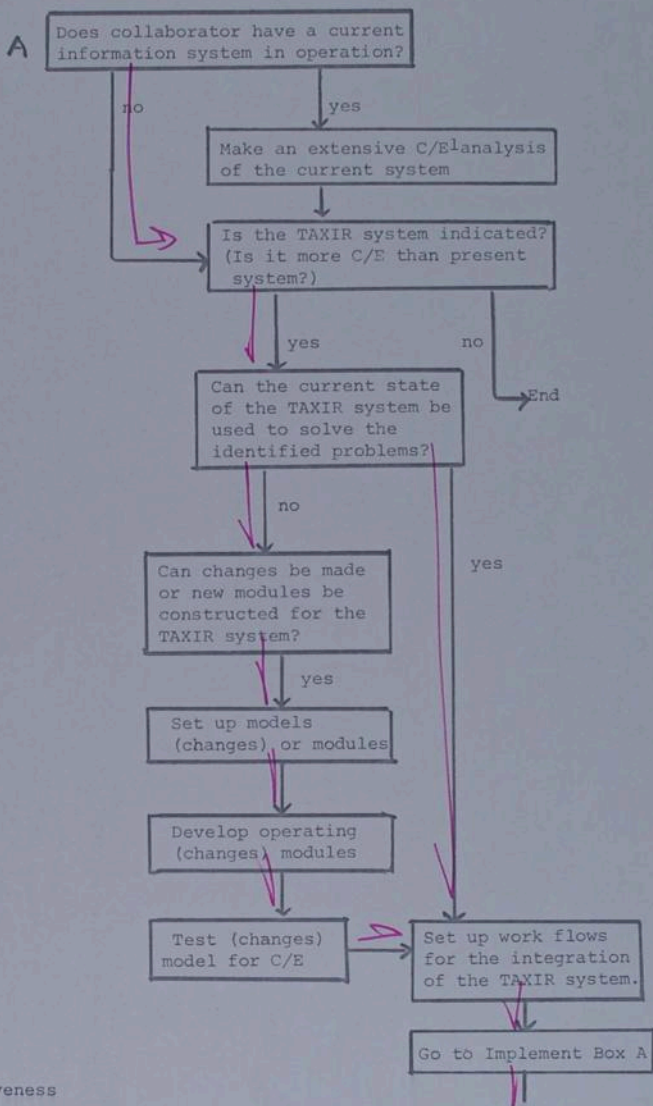 A
Does collaborator have a current
information system in operation?
no
yes
Make an extensive C/E1analysis
of the current system
Is the TAXIR system indicated?
(Is it more C/E than present
system?)
yes
no
End
Can the current state
of the TAXIR system be
used to solve the
identified problems?
no
yes
Can changes be made
or new modules be
constructed for the
TAXIR system?
yes
Set up models
(changes) or modules
Develop operating
(changes) modules
Test (changes)
model for C/E
Set up work flows
for the integration
of the TAXIR system.
Go to Implement Box A
veness